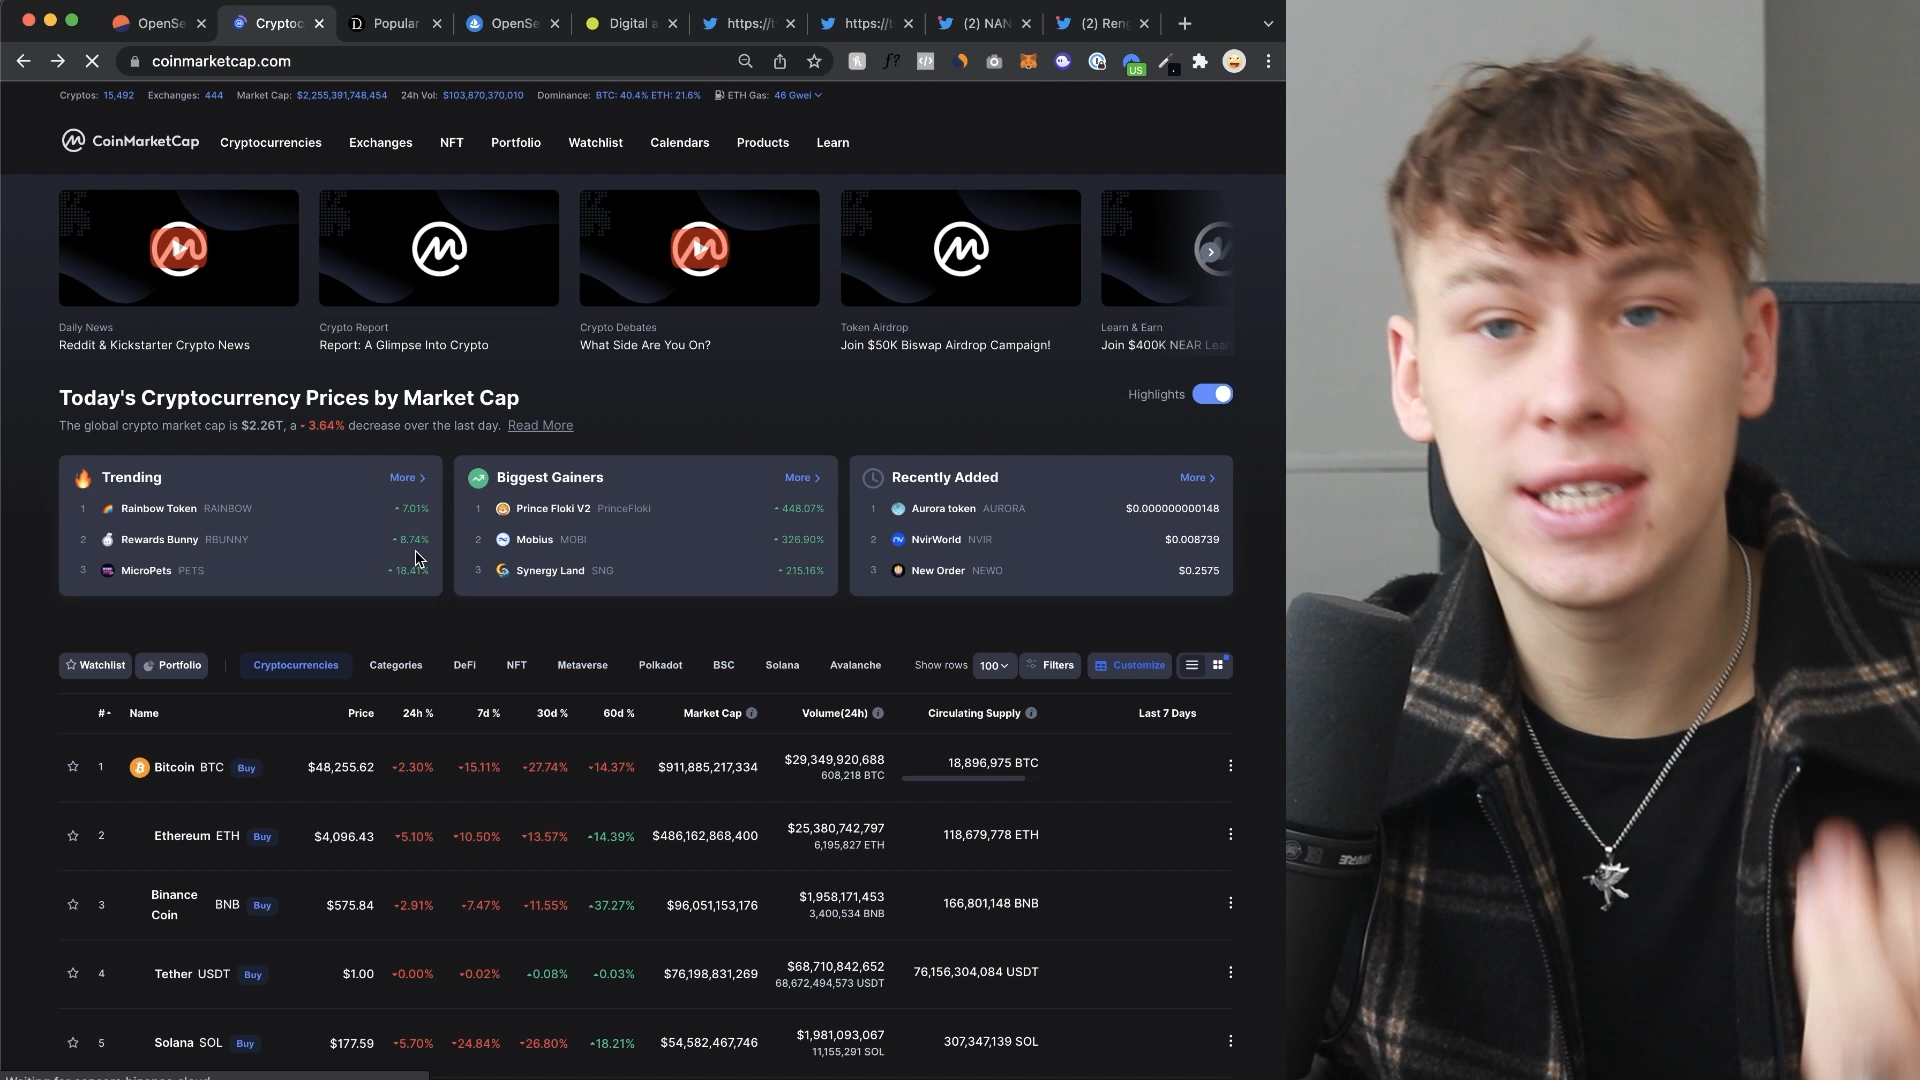 OpenSe
Cryptoc
Popular
OpenSe
Digital a
https://t
https://t
(2) NAN
(2) Reng
coinmarketcap.com
US
Cryptos: 15,492 Exchanges: 444 Market Cap: $2,255,391,748,454 24h Vol: $103,870,370,010 Dominance: BTC: 40.4% ETH: 21.6% ETH Gas: 46 Gwei
CoinMarketCap Cryptocurrencies Exchanges NFT Portfolio Watchlist Calendars Products Learn
Daily News
Reddit & Kickstarter Crypto News
Crypto Report
Report: A Glimpse Into Crypto
Crypto Debates
What Side Are You On?
Token Airdrop
Join $50K Biswap Airdrop Campaign!
Learn & Earn
Join $400K NEAR Lear
Today's Cryptocurrency Prices by Market Cap
Highlights
The global crypto market cap is $2.26T, a 3.64% decrease over the last day. Read More
Trending More
1 Rainbow Token RAINBOW 7.01%
2 Rewards Bunny RBUNNY 8.74%
3 MicroPets PETS 18.41%
Biggest Gainers More
1 Prince Floki V2 PrinceFloki 448.07%
2 Mobius MOBI 326.90%
3 Synergy Land SNG 215.16%
Recently Added More
1 Aurora token AURORA $0.000000000148
2 NvirWorld NVIR $0.008739
3 New Order NEWO $0.2575
Watchlist Portfolio Cryptocurrencies Categories DeFi NFT Metaverse Polkadot BSC Solana Avalanche Show rows 100 Filters Customize
# Name Price 24h % 7d % 30d % 60d % Market Cap Volume(24h) Circulating Supply Last 7 Days
1 Bitcoin BTC Buy $48,255.62 2.30% 15.11% 27.74% 14.37% $911,885,217,334 $29,349,920,688 18,896,975 BTC
608,218 BTC
2 Ethereum ETH Buy $4,096.43 5.10% 10.50% 13.57% 14.39% $486,162,868,400 $25,380,742,797 118,679,778 ETH
6,195,827 ETH
3 Binance Coin BNB Buy $575.84 2.91% 7.47% 11.55% 37.27% $96,051,153,176 $1,958,171,453 166,801,148 BNB
3,400,534 BNB
4 Tether USDT Buy $1.00 0.00% 0.02% 0.08% 0.03% $76,198,831,269 $68,710,842,652 76,156,304,084 USDT
68,672,494,573 USDT
5 Solana SOL Buy $177.59 5.70% 24.84% 26.80% 18.21% $54,582,467,746 $1,981,093,067 307,347,139 SOL
11,155,291 SOL
SHURE